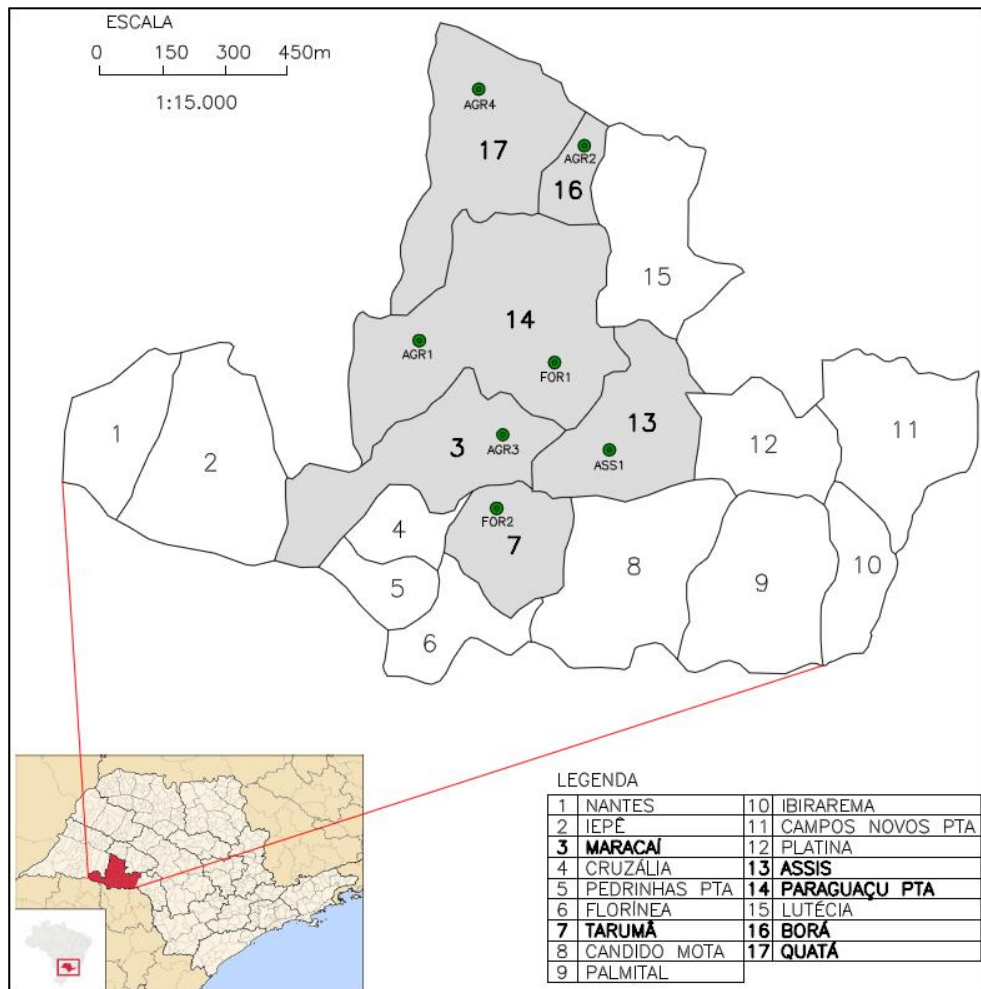 ESCALA
0 150 300 450m
1:15.000
AGR4
17
AGR2
16
15
14
AGR1
FOR1
1
2
3
AGR3
13
ASS1
12
11
4
FOR2
7
5
8
9
10
6
LEGENDA
1 NANTES 10 IBIRAREMA
2 IEPÊ 11 CAMPOS NOVOS PTA
3 MARACAÍ 12 PLATINA
4 CRUZÁLIA 13 ASSIS
5 PEDRINHAS PTA 14 PARAGUAÇU PTA
6 FLORÍNEA 15 LUTÉCIA
7 TARUMÃ 16 BORÁ
8 CANDIDO MOTA 17 QUATÁ
9 PALMITAL